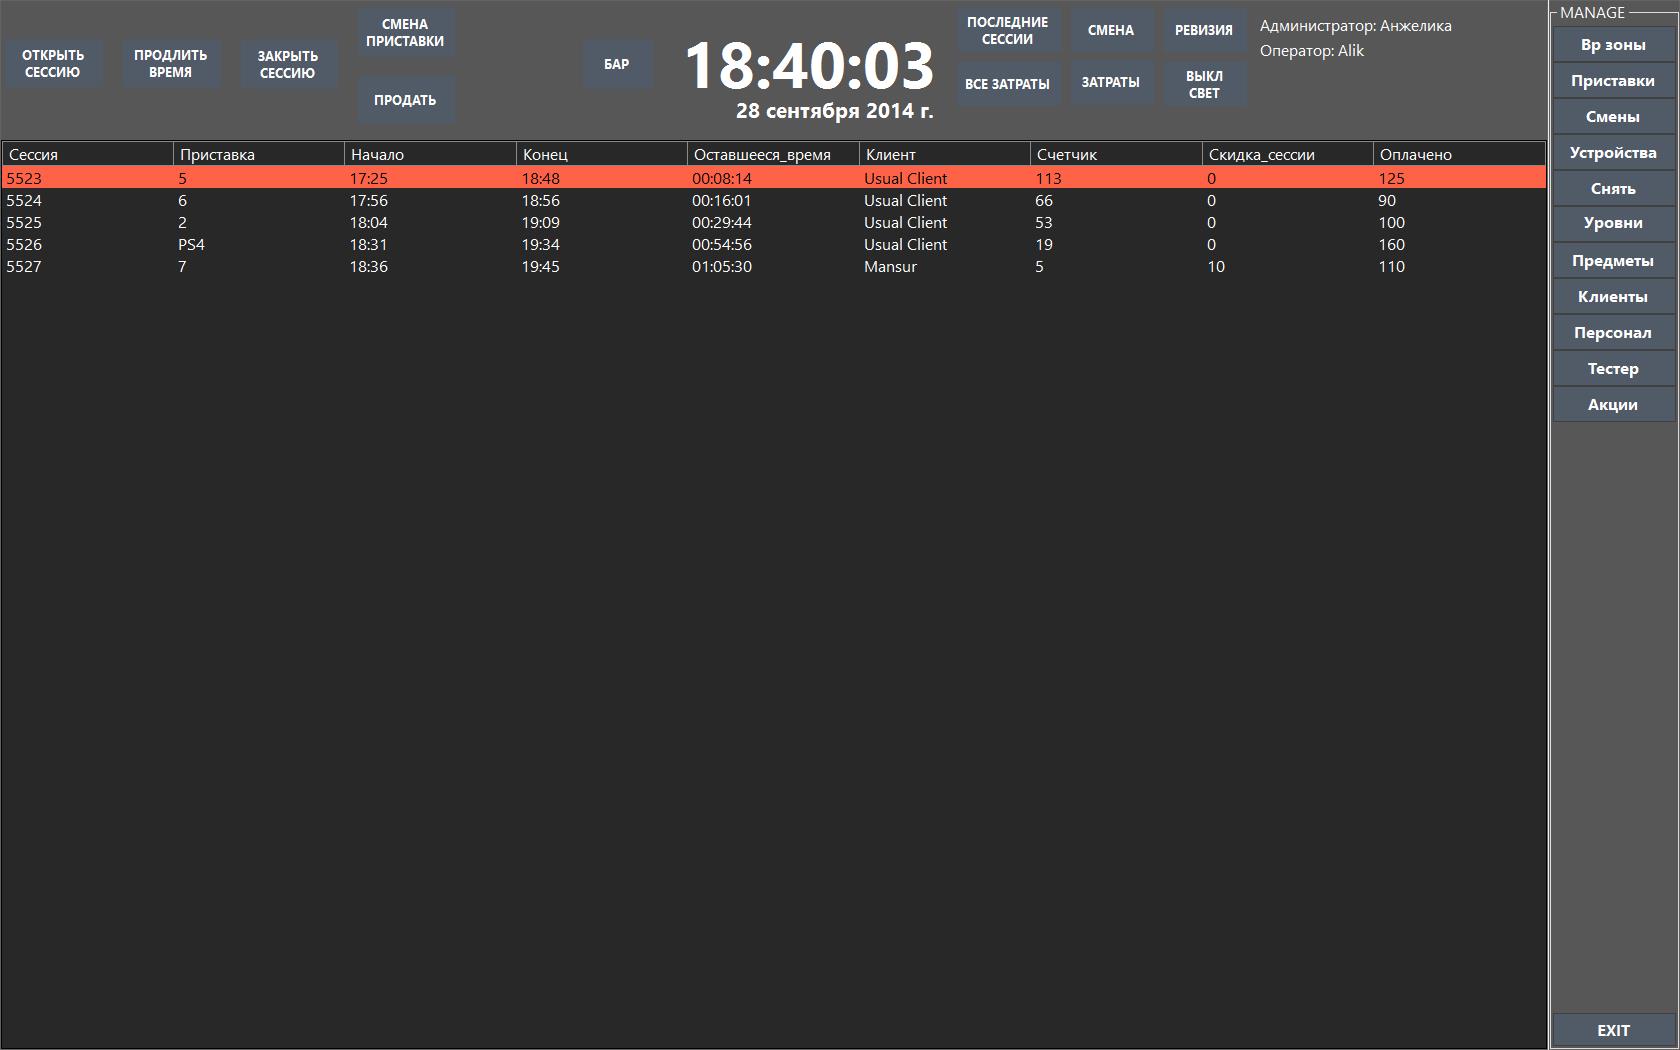 ОТКРЫТЬ
СЕССИЮ
ПРОДЛИТЬ
ВРЕМЯ
ЗАКРЫТЬ
СЕССИЮ
СМЕНА
ПРИСТАВКИ
ПРОДАТЬ
БАР
18:40:03
28 сентября 2014 г.
ПОСЛЕДНИЕ
СЕССИИ
СМЕНА
РЕВИЗИЯ
ВСЕ ЗАТРАТЫ
ЗАТРАТЫ
ВЫКЛ
СВЕТ
Администратор: Анжелика
Оператор: Alik
Сессия Приставка Начало Конец Оставшееся_время Клиент Счетчик Скидка_сессии Оплачено
5523 5 17:25 18:48 00:08:14 Usual Client 113 0 125
5524 6 17:56 18:56 00:16:01 Usual Client 66 0 90
5525 2 18:04 19:09 00:29:44 Usual Client 53 0 100
5526 PS4 18:31 19:34 00:54:56 Usual Client 19 0 160
5527 7 18:36 19:45 01:05:30 Mansur 5 10 110
MANAGE
Вр зоны
Приставки
Смены
Устройства
Снять
Уровни
Предметы
Клиенты
Персонал
Тестер
Акции
EXIT